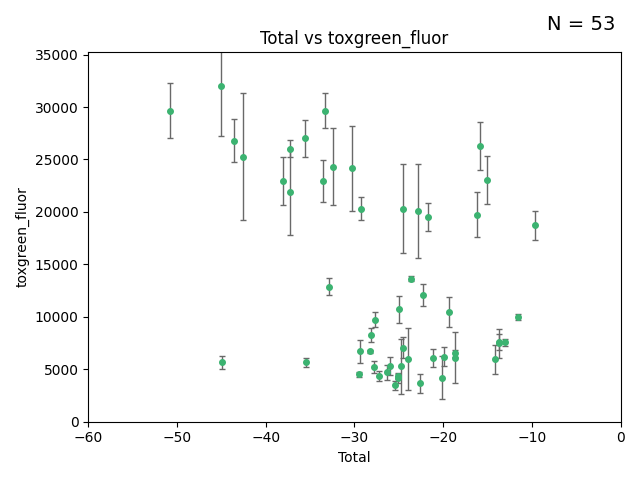 N = 53
Total vs toxgreen_fluor
35000
30000
25000
20000
15000
10000
5000
0
toxgreen_fluor
−60 −50 −40 −30 −20 −10 0
Total